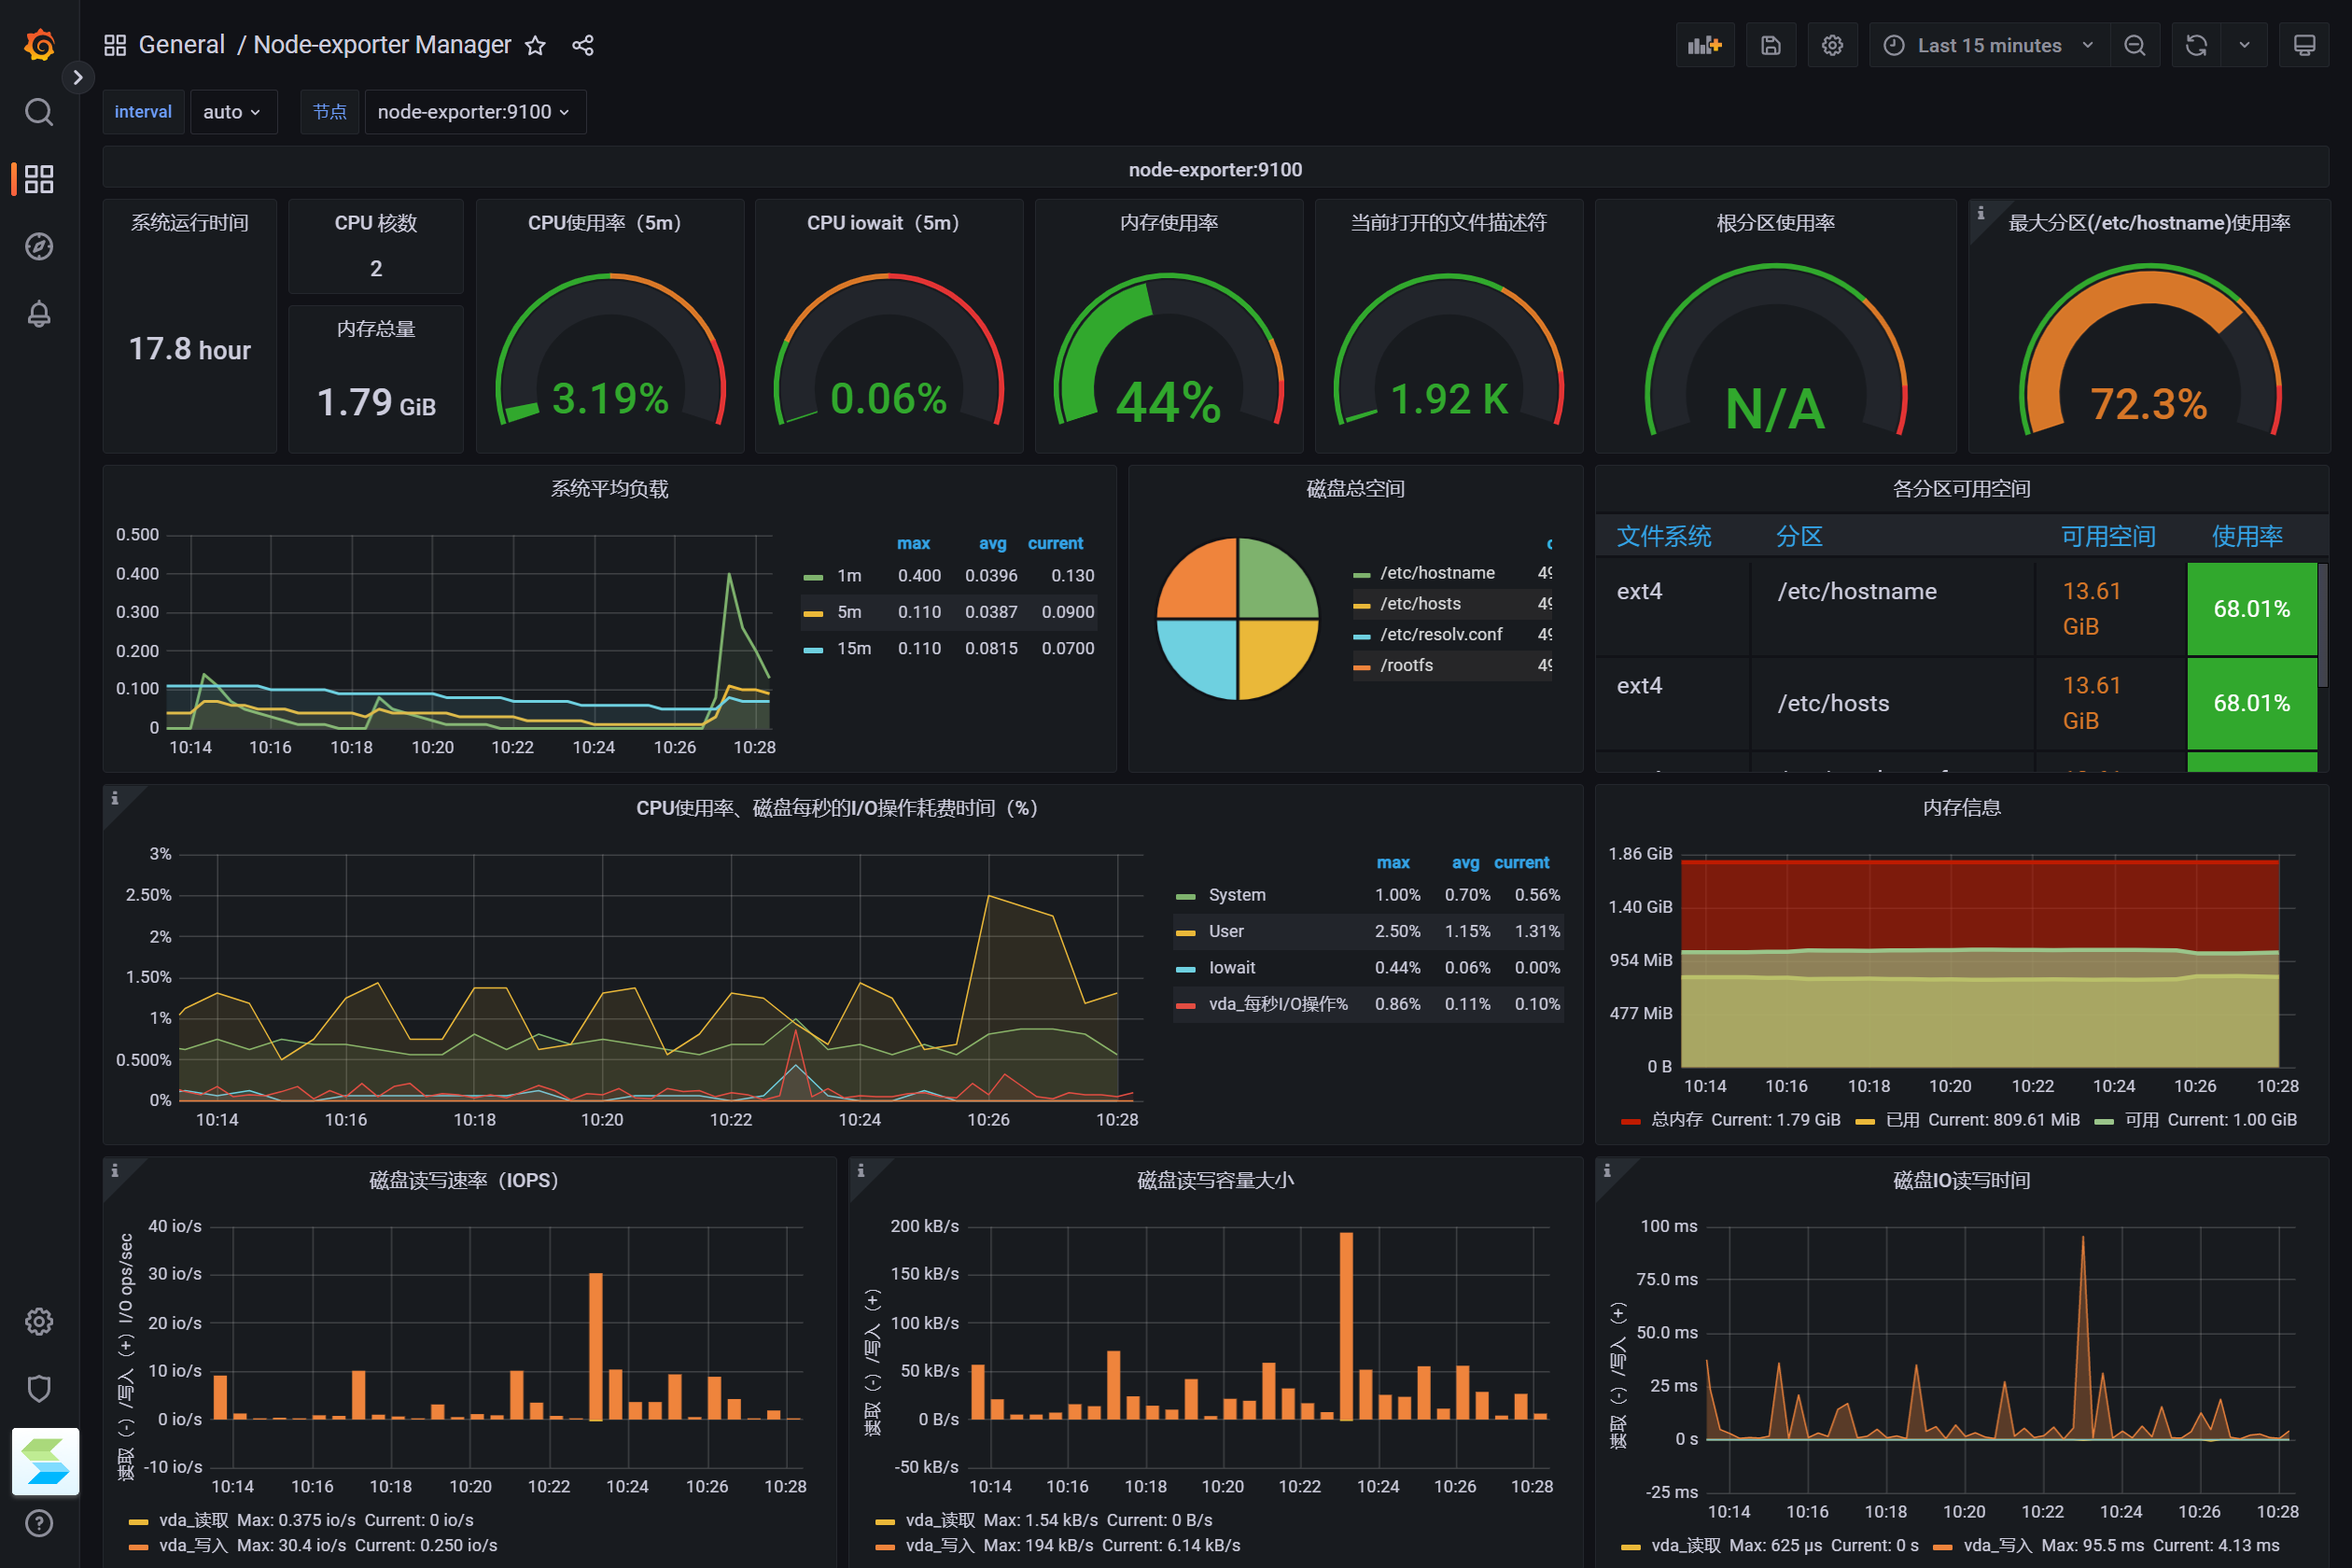 General / Node-exporter Manager
Last 15 minutes
interval auto 节点 node-exporter:9100
node-exporter:9100
系统运行时间
17.8 hour
CPU 核数
2
内存总量
1.79 GiB
CPU使用率（5m）
3.19%
CPU iowait（5m）
0.06%
内存使用率
44%
当前打开的文件描述符
1.92 K
根分区使用率
N/A
最大分区(/etc/hostname)使用率
72.3%
系统平均负载
0.500
0.400
0.300
0.200
0.100
0
10:14 10:16 10:18 10:20 10:22 10:24 10:26 10:28
max avg current
1m 0.400 0.0396 0.130
5m 0.110 0.0387 0.0900
15m 0.110 0.0815 0.0700
磁盘总空间
/etc/hostname
/etc/hosts
/etc/resolv.conf
/rootfs
各分区可用空间
文件系统 分区 可用空间 使用率
ext4 /etc/hostname 13.61 GiB 68.01%
ext4 /etc/hosts 13.61 GiB 68.01%
CPU使用率、磁盘每秒的I/O操作耗费时间（%）
3%
2.50%
2%
1.50%
1%
0.500%
0%
10:14 10:16 10:18 10:20 10:22 10:24 10:26 10:28
max avg current
System 1.00% 0.70% 0.56%
User 2.50% 1.15% 1.31%
Iowait 0.44% 0.06% 0.00%
vda_每秒I/O操作% 0.86% 0.11% 0.10%
内存信息
1.86 GiB
1.40 GiB
954 MiB
477 MiB
0 B
10:14 10:16 10:18 10:20 10:22 10:24 10:26 10:28
总内存 Current: 1.79 GiB 已用 Current: 809.61 MiB 可用 Current: 1.00 GiB
磁盘读写速率（IOPS）
读取（-）/写入（+）I/O ops/sec
40 io/s
30 io/s
20 io/s
10 io/s
0 io/s
-10 io/s
10:14 10:16 10:18 10:20 10:22 10:24 10:26 10:28
vda_读取 Max: 0.375 io/s Current: 0 io/s
vda_写入 Max: 30.4 io/s Current: 0.250 io/s
磁盘读写容量大小
读取（-）/写入（+）
200 kB/s
150 kB/s
100 kB/s
50 kB/s
0 B/s
-50 kB/s
10:14 10:16 10:18 10:20 10:22 10:24 10:26 10:28
vda_读取 Max: 1.54 kB/s Current: 0 B/s
vda_写入 Max: 194 kB/s Current: 6.14 kB/s
磁盘IO读写时间
读取（-）/写入（+）
100 ms
75.0 ms
50.0 ms
25 ms
0 s
-25 ms
10:14 10:16 10:18 10:20 10:22 10:24 10:26 10:28
vda_读取 Max: 625 µs Current: 0 s vda_写入 Max: 95.5 ms Current: 4.13 ms